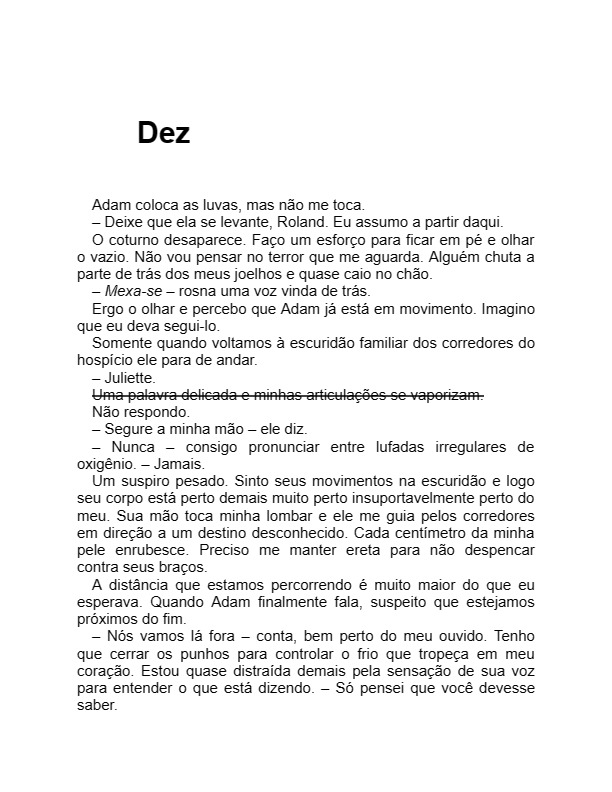 Dez
Adam coloca as luvas, mas não me toca.
– Deixe que ela se levante, Roland. Eu assumo a partir daqui.
O coturno desaparece. Faço um esforço para ficar em pé e olhar
o vazio. Não vou pensar no terror que me aguarda. Alguém chuta a
parte de trás dos meus joelhos e quase caio no chão.
– Mexa-se – rosna uma voz vinda de trás.
Ergo o olhar e percebo que Adam já está em movimento. Imagino
que eu deva segui-lo.
Somente quando voltamos à escuridão familiar dos corredores do
hospício ele para de andar.
– Juliette.
Uma palavra delicada e minhas articulações se vaporizam.
Não respondo.
– Segure a minha mão – ele diz.
– Nunca – consigo pronunciar entre lufadas irregulares de
oxigênio. – Jamais.
Um suspiro pesado. Sinto seus movimentos na escuridão e logo
seu corpo está perto demais muito perto insuportavelmente perto do
meu. Sua mão toca minha lombar e ele me guia pelos corredores
em direção a um destino desconhecido. Cada centímetro da minha
pele enrubesce. Preciso me manter ereta para não despencar
contra seus braços.
A distância que estamos percorrendo é muito maior do que eu
esperava. Quando Adam finalmente fala, suspeito que estejamos
próximos do fim.
– Nós vamos lá fora – conta, bem perto do meu ouvido. Tenho
que cerrar os punhos para controlar o frio que tropeça em meu
coração. Estou quase distraída demais pela sensação de sua voz
para entender o que está dizendo. – Só pensei que você devesse
saber.